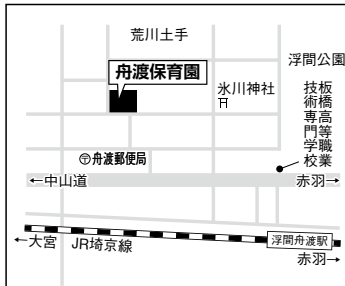 荒川土手
舟渡保育園
氷川神社
浮間公園
板橋高等職業
技術専門学校
〒舟渡郵便局
←中山道
赤羽→
←大宮
JR埼京線
浮間舟渡駅
赤羽→